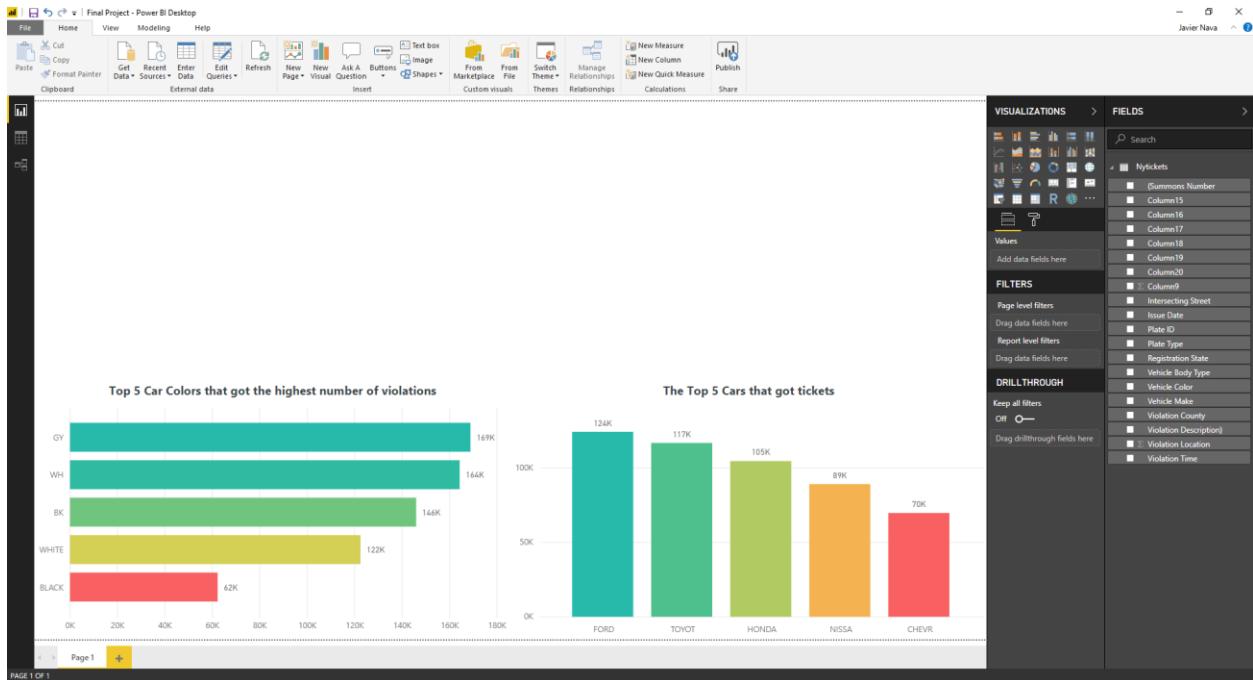 Final Project - Power BI Desktop
Javier Nava
File Home View Modeling Help
Paste
Cut
Copy
Format Painter
Clipboard
Get Data
Recent Sources
Enter Data
Edit Queries
Refresh
External data
New Page
New Visual
Ask A Question
Buttons
Text box
Image
Shapes
Insert
From Marketplace
From File
Custom visuals
Switch Theme
Themes
Manage Relationships
Relationships
New Measure
New Column
New Quick Measure
Calculations
Publish
Share
Top 5 Car Colors that got the highest number of violations
GY 169K
WH 164K
BK 146K
WHITE 122K
BLACK 62K
0K 20K 40K 60K 80K 100K 120K 140K 160K 180K
The Top 5 Cars that got tickets
124K
117K
105K
89K
70K
100K
50K
0K
FORD TOYOT HONDA NISSA CHEVR
VISUALIZATIONS
R
Values
Add data fields here
FILTERS
Page level filters
Drag data fields here
Report level filters
Drag data fields here
DRILLTHROUGH
Keep all filters
Off
Drag drillthrough fields here
FIELDS
Search
Nytickets
(Summons Number
Column15
Column16
Column17
Column18
Column19
Column20
Σ Column9
Intersecting Street
Issue Date
Plate ID
Plate Type
Registration State
Vehicle Body Type
Vehicle Color
Vehicle Make
Violation County
Violation Description)
Σ Violation Location
Violation Time
Page 1
PAGE 1 OF 1